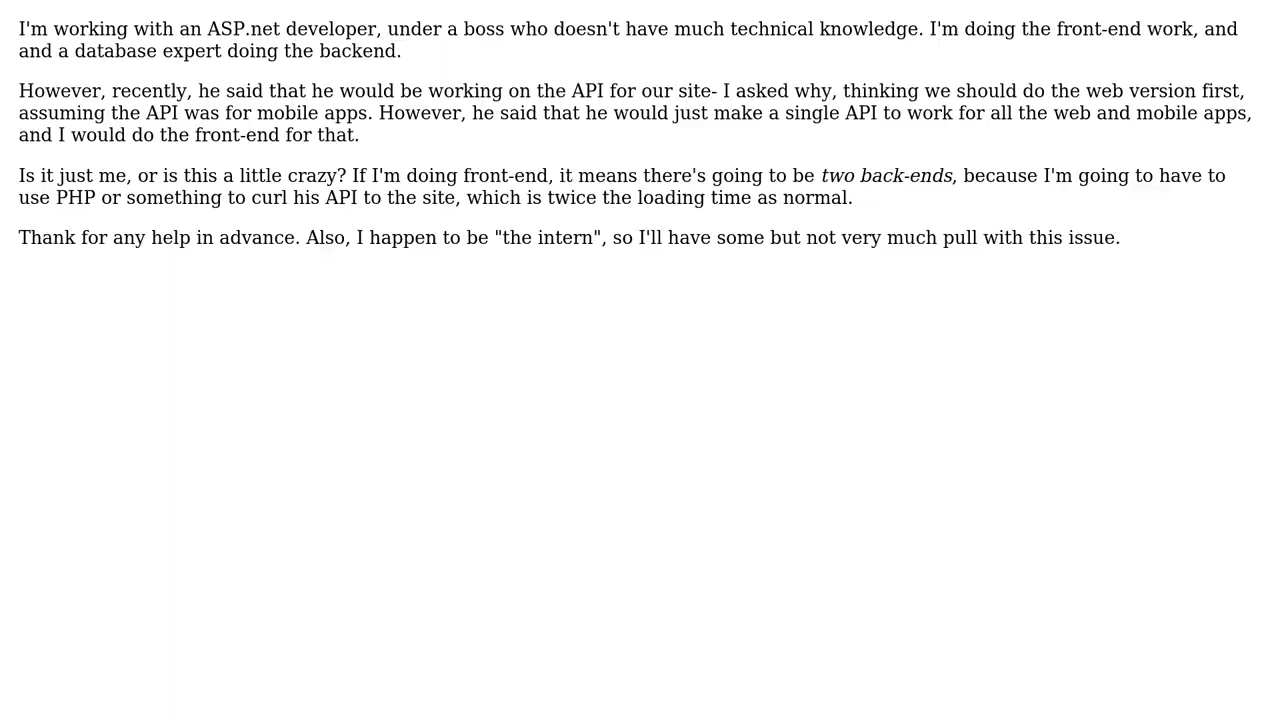 I'm working with an ASP.net developer, under a boss who doesn't have much technical knowledge. I'm doing the front-end work, and
and a database expert doing the backend.
However, recently, he said that he would be working on the API for our site- I asked why, thinking we should do the web version first,
assuming the API was for mobile apps. However, he said that he would just make a single API to work for all the web and mobile apps,
and I would do the front-end for that.
Is it just me, or is this a little crazy? If I'm doing front-end, it means there's going to be two back-ends, because I'm going to have to
use PHP or something to curl his API to the site, which is twice the loading time as normal.
Thank for any help in advance. Also, I happen to be "the intern", so I'll have some but not very much pull with this issue.